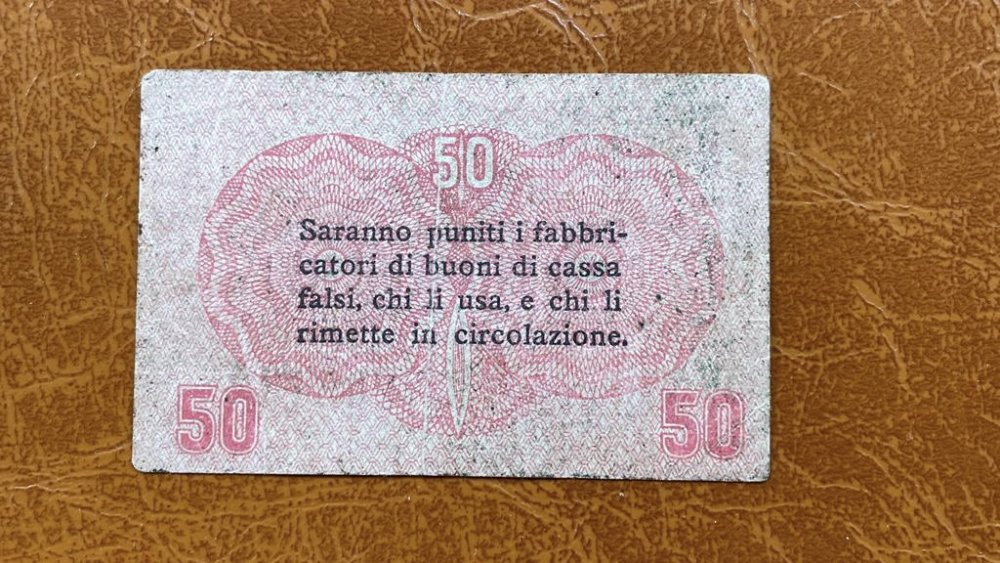 50
Saranno puniti i fabbri-
catori di buoni di cassa
falsi, chi li usa, e chi li
rimette in circolazione.
50 50